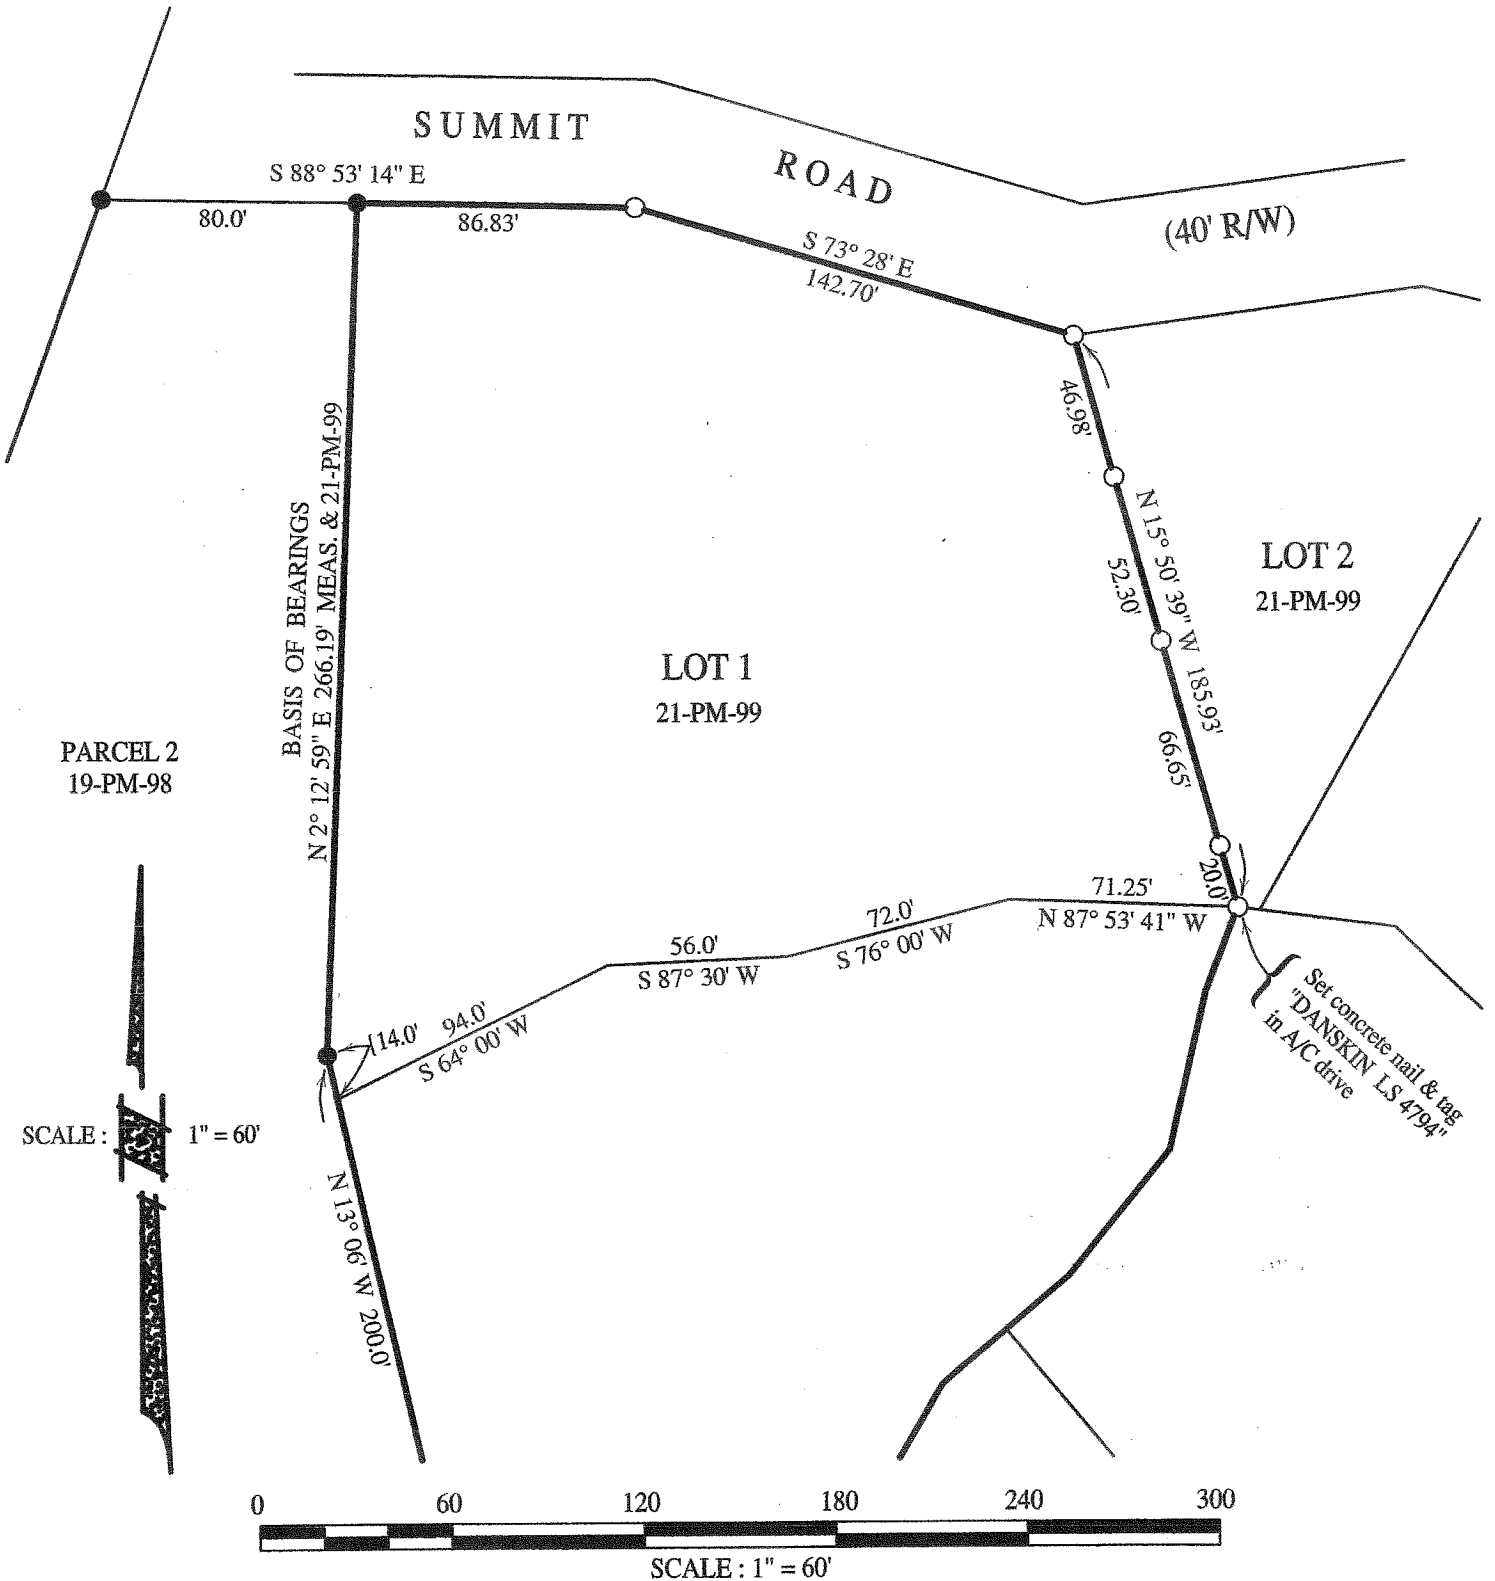 SUMMIT
ROAD
(40' R/W)
S 88° 53' 14" E
80.0'
86.83'
S 73° 28' E
142.70'
46.98'
N 15° 50' 39" W 185.93'
52.30'
66.65'
20.0'
LOT 2
21-PM-99
BASIS OF BEARINGS
N 2° 12' 59" E 266.19' MEAS. & 21-PM-99
LOT 1
21-PM-99
PARCEL 2
19-PM-98
71.25'
N 87° 53' 41" W
72.0'
S 76° 00' W
56.0'
S 87° 30' W
94.0'
S 64° 00' W
14.0'
Set concrete nail & tag
"DANSKIN LS 4794"
in A/C drive
SCALE : 1" = 60'
N 13° 06' W 200.0'
0 60 120 180 240 300
SCALE : 1" = 60'